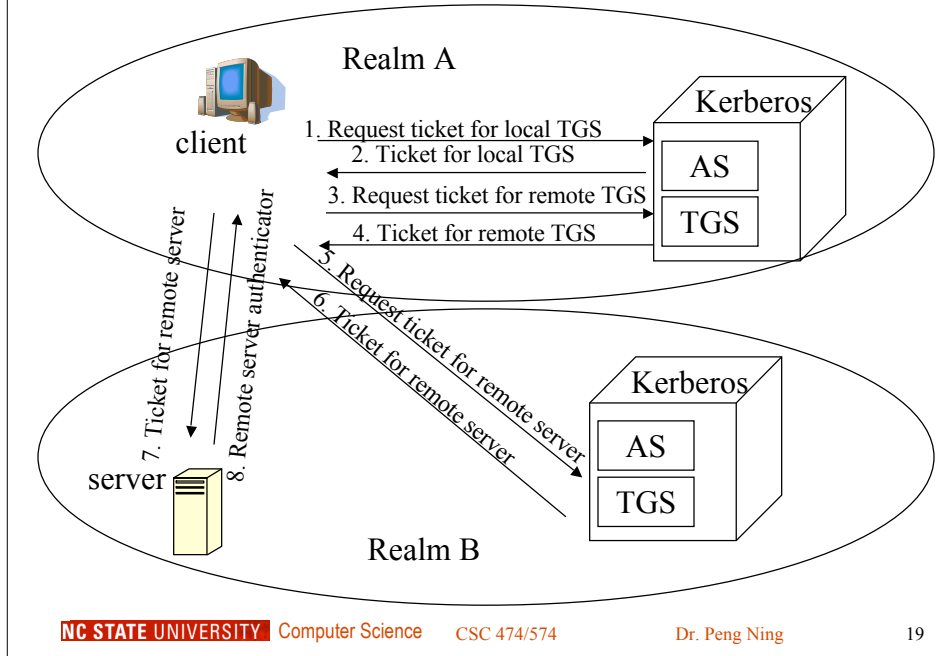 Realm A
client
Kerberos
AS
TGS
1. Request ticket for local TGS
2. Ticket for local TGS
3. Request ticket for remote TGS
4. Ticket for remote TGS
5. Request ticket for remote server
6. Ticket for remote server
7. Ticket for remote server
8. Remote server authenticator
server
Kerberos
AS
TGS
Realm B
NC STATE UNIVERSITY Computer Science CSC 474/574 Dr. Peng Ning 19